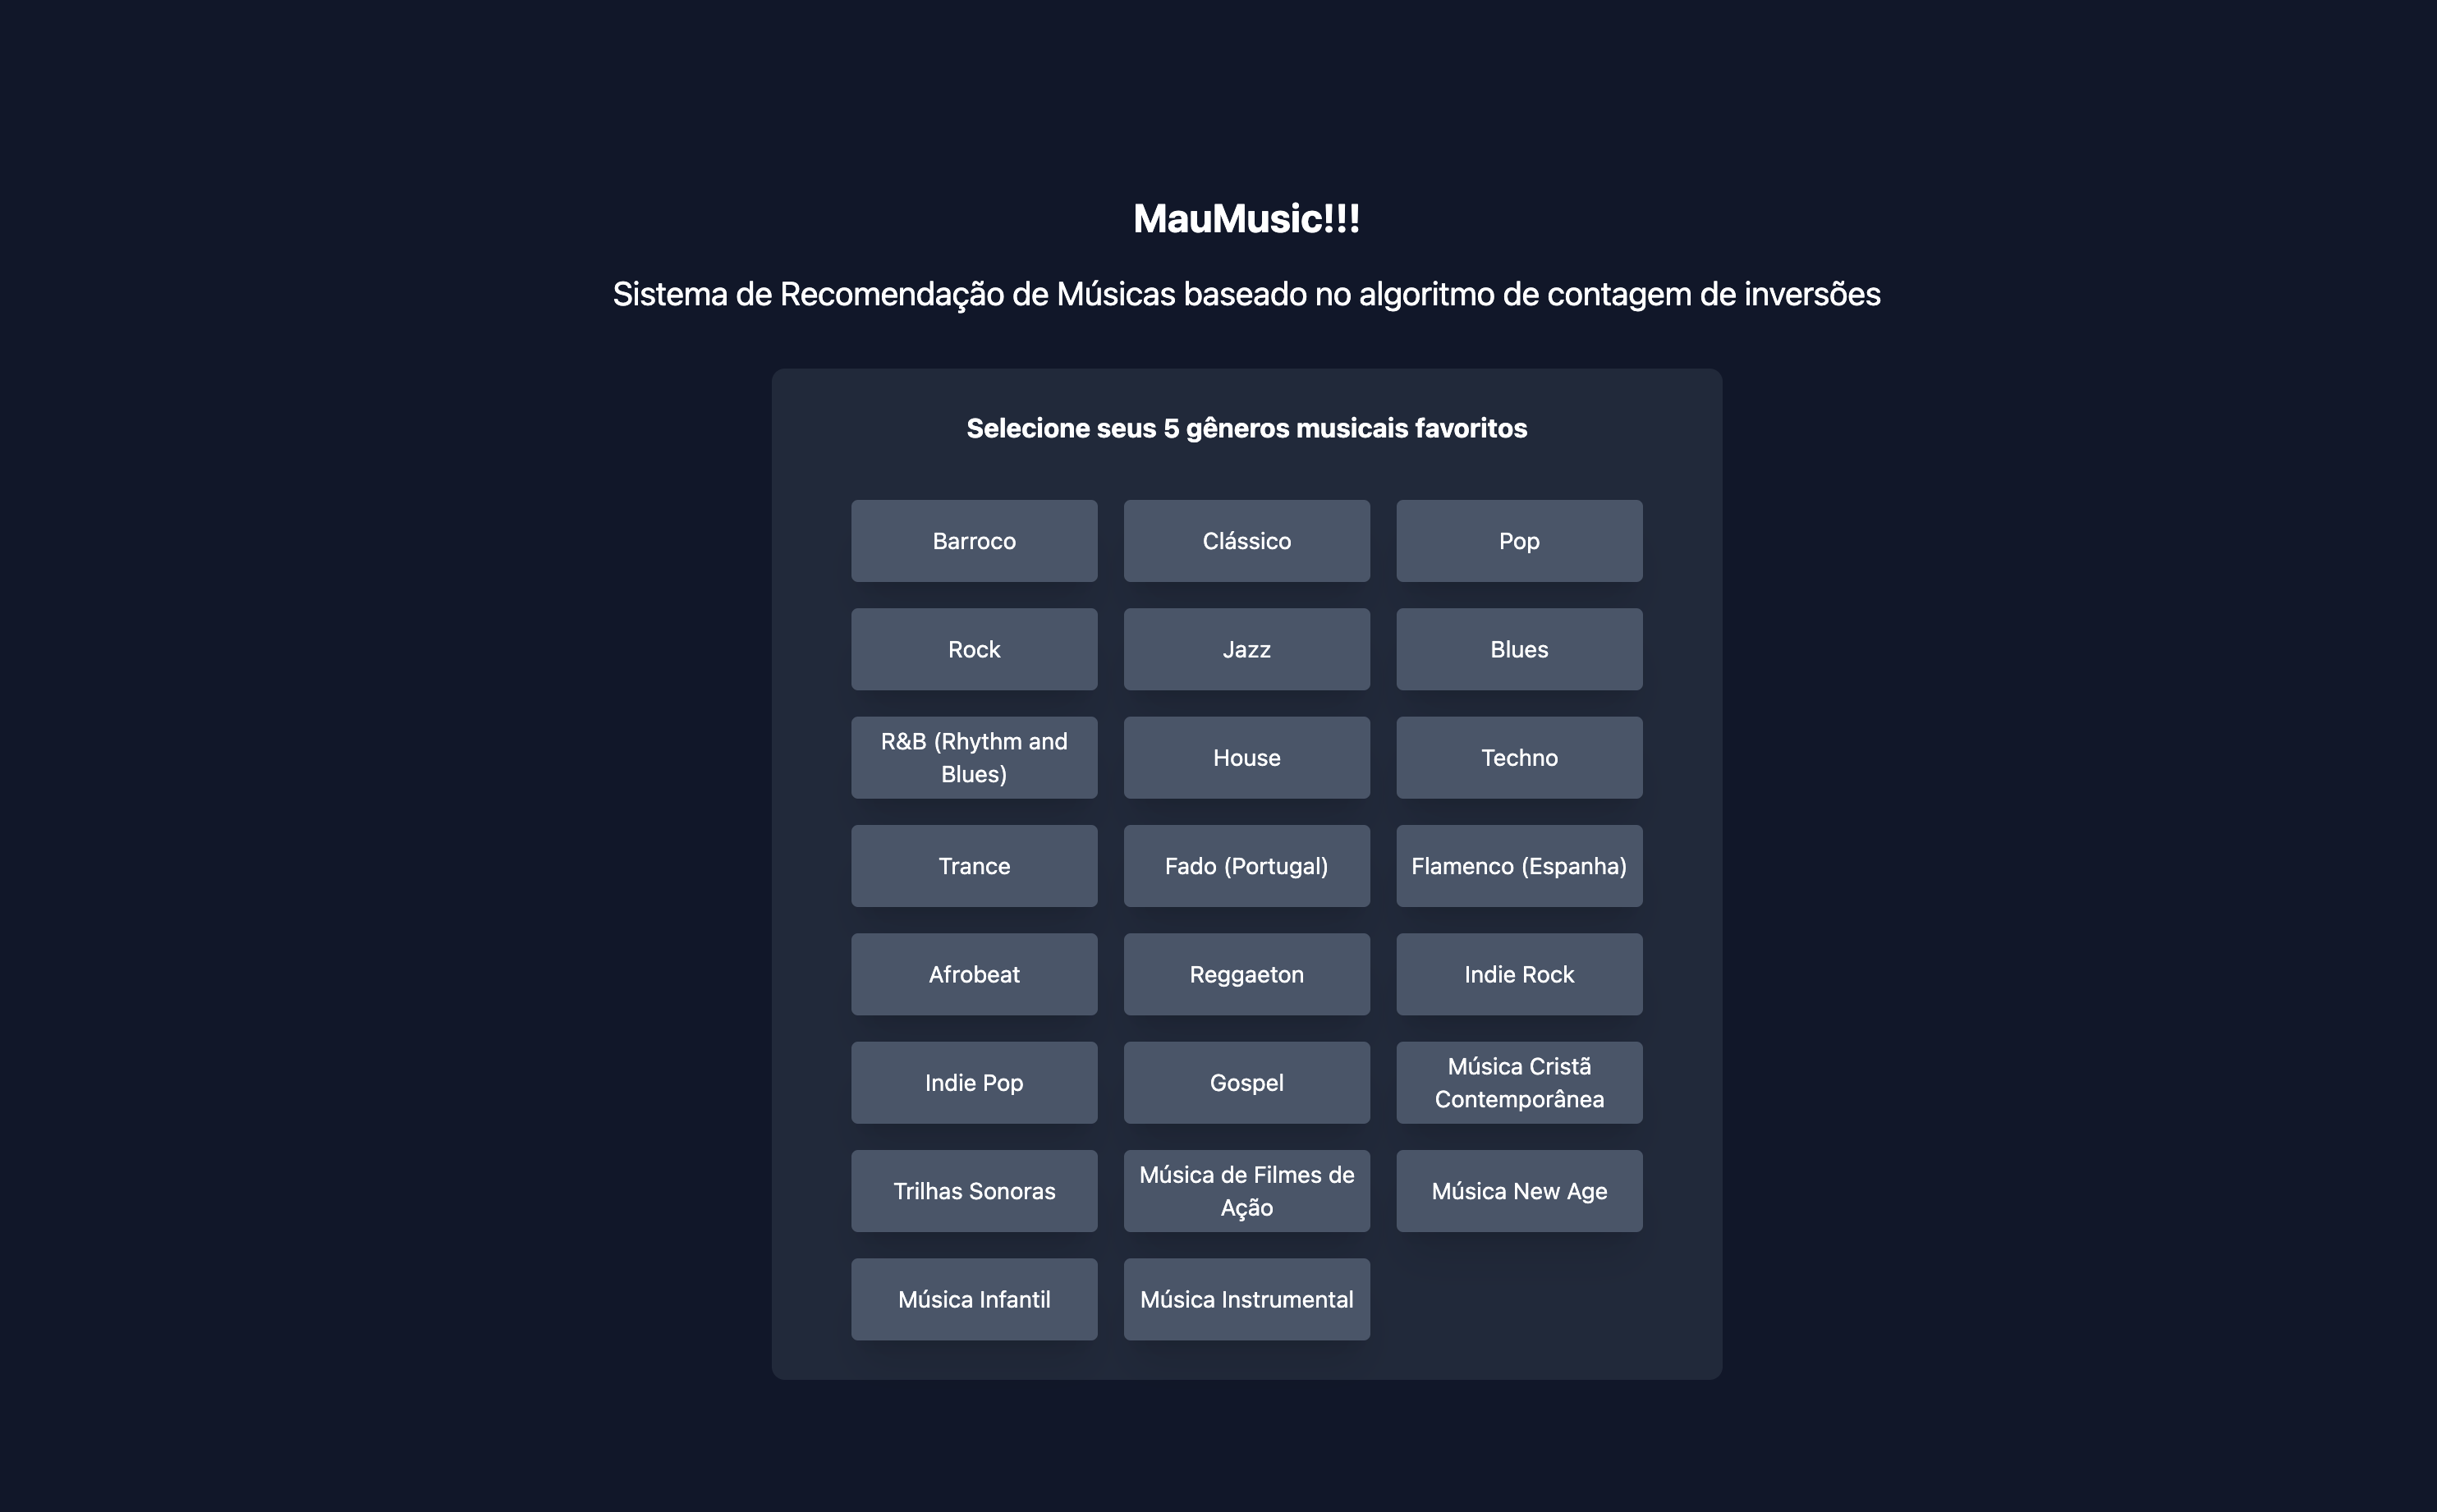 MauMusic!!!
Sistema de Recomendação de Músicas baseado no algoritmo de contagem de inversões
Selecione seus 5 gêneros musicais favoritos
Barroco
Clássico
Pop
Rock
Jazz
Blues
R&B (Rhythm and
Blues)
House
Techno
Trance
Fado (Portugal)
Flamenco (Espanha)
Afrobeat
Reggaeton
Indie Rock
Indie Pop
Gospel
Música Cristã
Contemporânea
Trilhas Sonoras
Música de Filmes de
Ação
Música New Age
Música Infantil
Música Instrumental